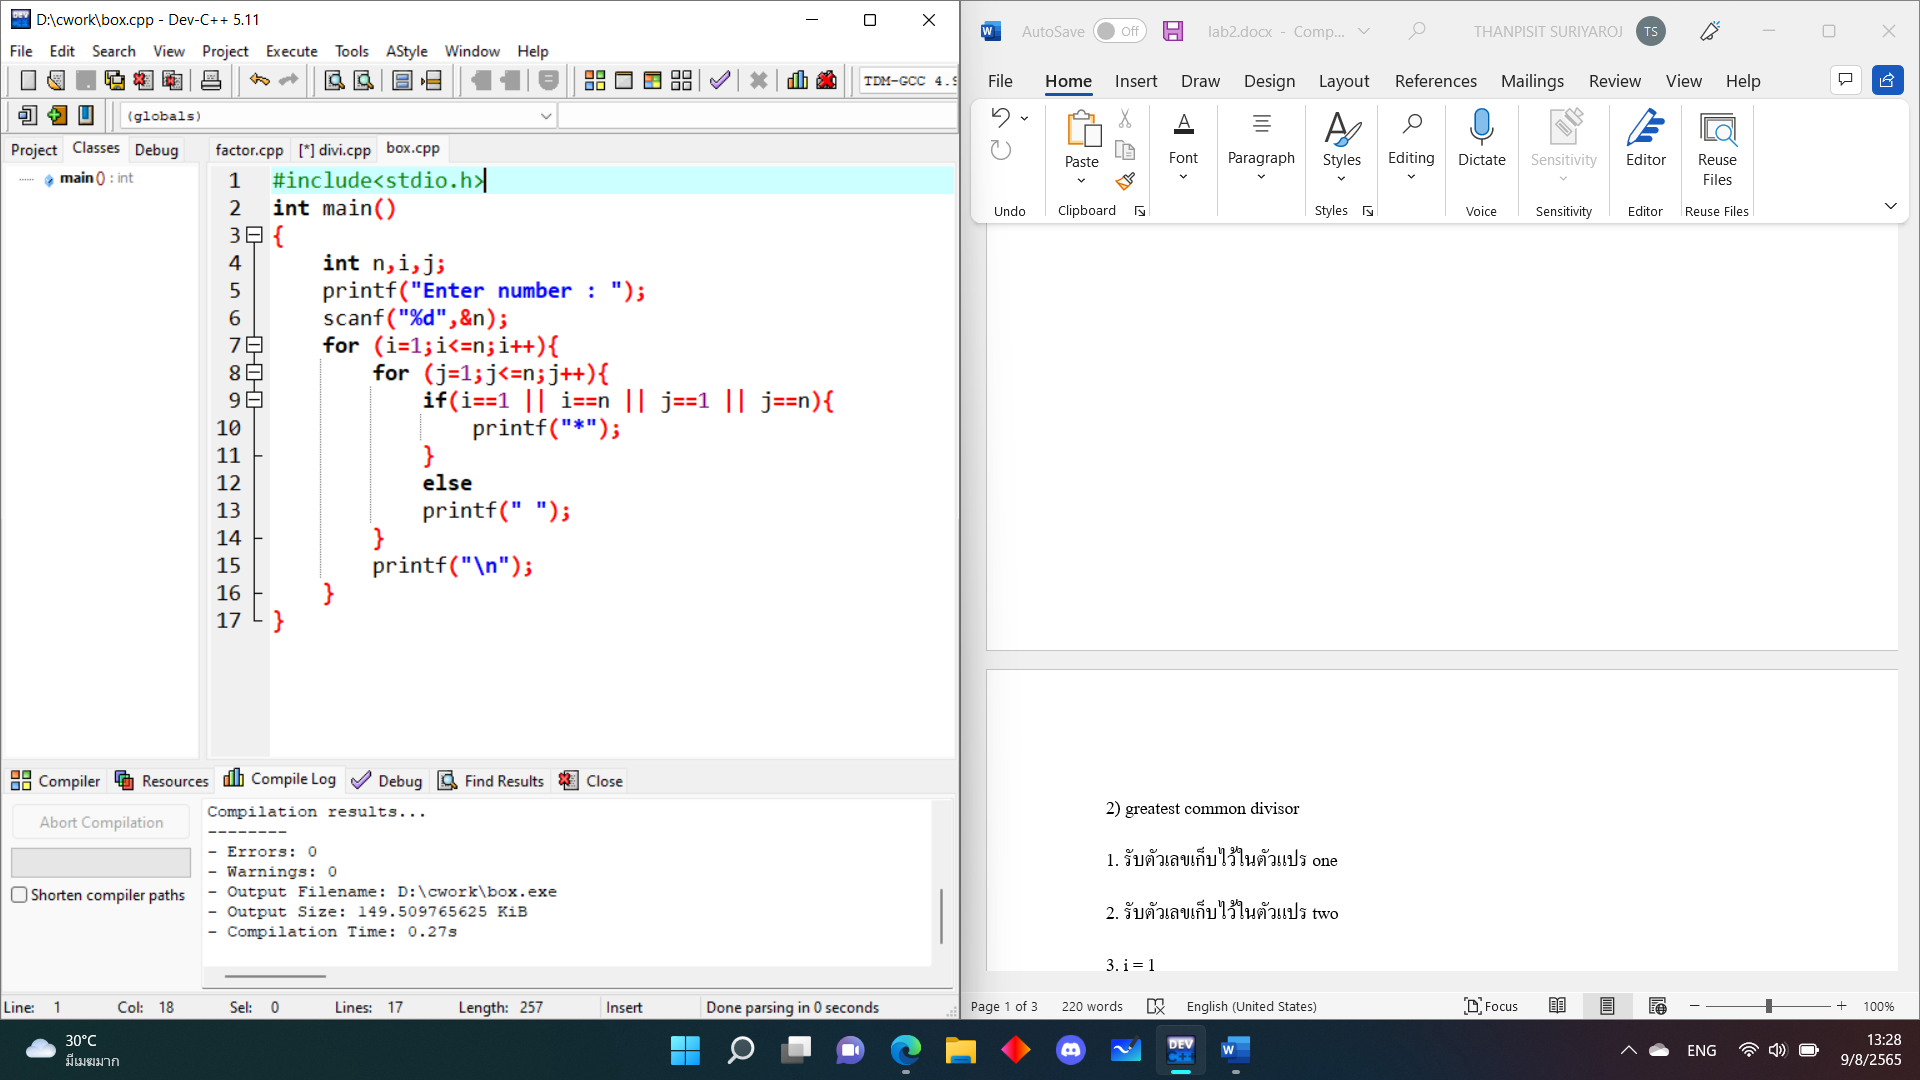 D:\cwork\box.cpp - Dev-C++ 5.11
File Edit Search View Project Execute Tools AStyle Window Help
TDM-GCC 4.9
(globals)
Project Classes Debug
main () : int
factor.cpp [*] divi.cpp box.cpp
1 #include<stdio.h>
2 int main()
3 {
4 int n,i,j;
5 printf("Enter number : ");
6 scanf("%d",&n);
7 for (i=1;i<=n;i++){
8 for (j=1;j<=n;j++){
9 if(i==1 || i==n || j==1 || j==n){
10 printf("*");
11 }
12 else
13 printf(" ");
14 }
15 printf("\n");
16 }
17 }
Compiler Resources Compile Log Debug Find Results Close
Abort Compilation
Shorten compiler paths
Compilation results...
--------
- Errors: 0
- Warnings: 0
- Output Filename: D:\cwork\box.exe
- Output Size: 149.509765625 KiB
- Compilation Time: 0.27s
Line: 1 Col: 18 Sel: 0 Lines: 17 Length: 257 Insert Done parsing in 0 seconds
AutoSave Off lab2.docx - Comp... THANPISIT SURIYAROJ TS
File Home Insert Draw Design Layout References Mailings Review View Help
Paste Font Paragraph Styles Editing Dictate Sensitivity Editor Reuse Files
Undo Clipboard Styles Voice Sensitivity Editor Reuse Files
2) greatest common divisor
1. รับตัวเลขเก็บไว้ในตัวแปร one
2. รับตัวเลขเก็บไว้ในตัวแปร two
3. i = 1
Page 1 of 3 220 words English (United States) Focus 100%
30°C
มีเมฆมาก
DEV C++
ENG
13:28
9/8/2565